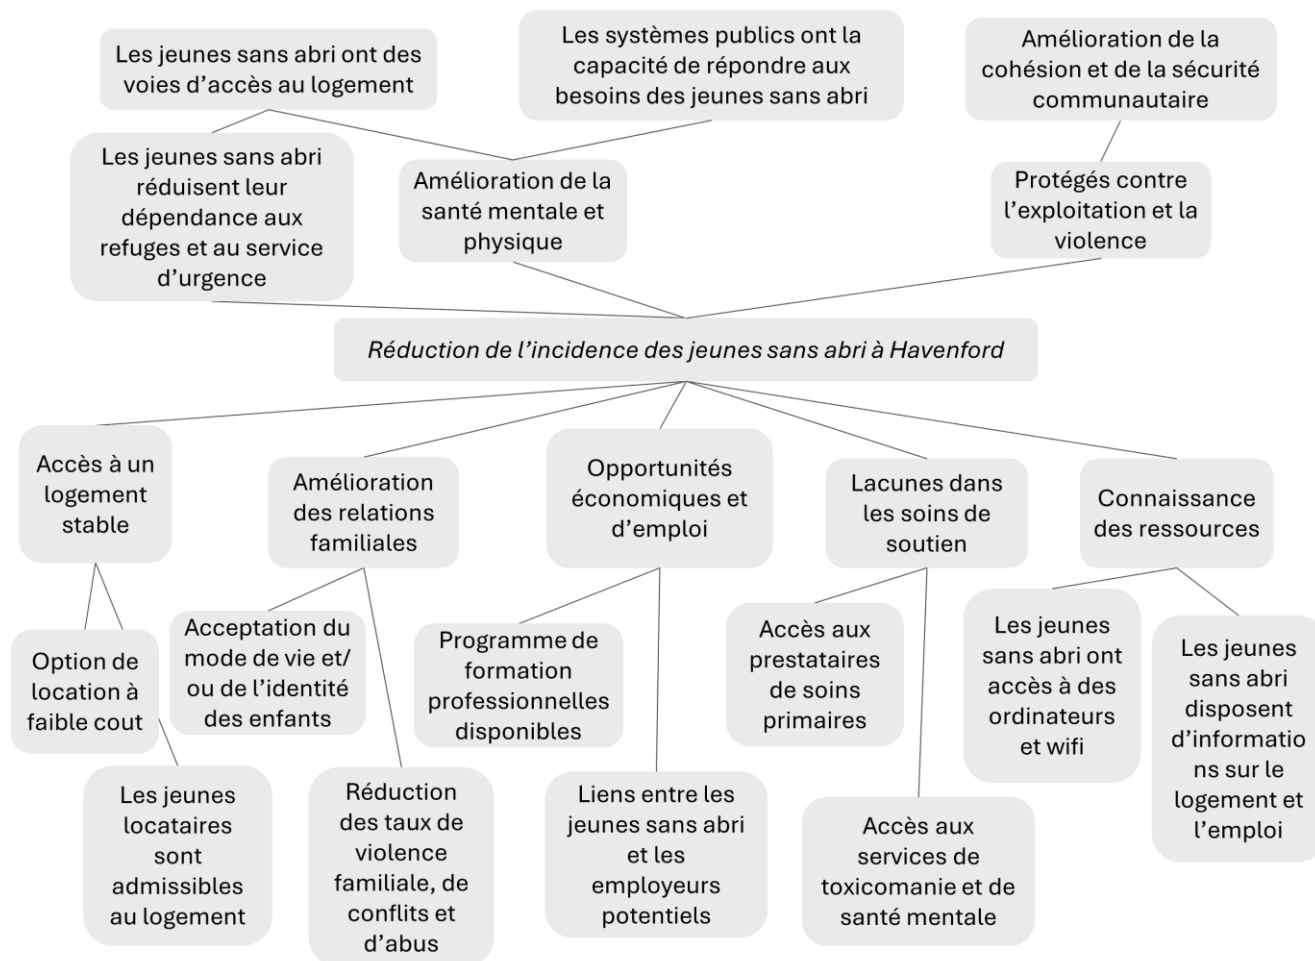 Les jeunes sans abri ont des
voies d’accès au logement
Les systèmes publics ont la
capacité de répondre aux
besoins des jeunes sans abri
Amélioration de la
cohésion et de la sécurité
communautaire
Les jeunes sans abri
réduisent leur
dépendance aux
refuges et au service
d’urgence
Amélioration de la
santé mentale et
physique
Protégés contre
l’exploitation et la
violence
Réduction de l’incidence des jeunes sans abri à Havenford
Accès à un
logement
stable
Amélioration
des relations
familiales
Opportunités
économiques et
d’emploi
Lacunes dans
les soins de
soutien
Connaissance
des ressources
Option de
location à
faible cout
Acceptation du
mode de vie et/
ou de l’identité
des enfants
Programme de
formation
professionnelles
disponibles
Accès aux
prestataires
de soins
primaires
Les jeunes
sans abri ont
accès à des
ordinateurs
et wifi
Les jeunes
sans abri
disposent
d’informatio
ns sur le
logement et
l’emploi
Les jeunes
locataires
sont
admissibles
au logement
Réduction
des taux de
violence
familiale, de
conflits et
d’abus
Liens entre les
jeunes sans abri
et les
employeurs
potentiels
Accès aux
services de
toxicomanie et de
santé mentale